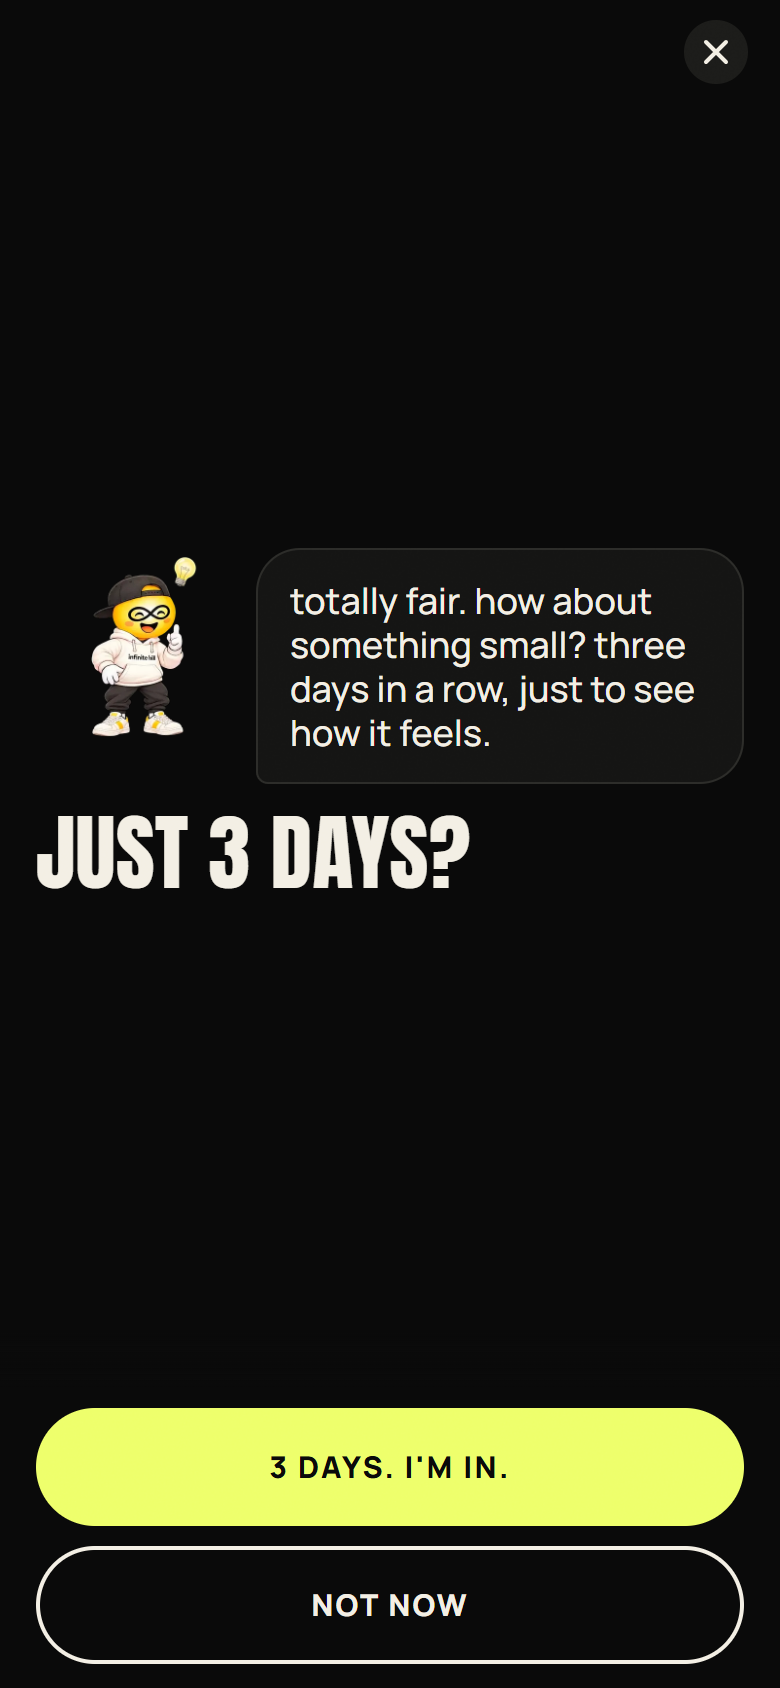 totally fair. how about
something small? three
days in a row, just to see
how it feels.
JUST 3 DAYS?
3 DAYS. I'M IN.
NOT NOW